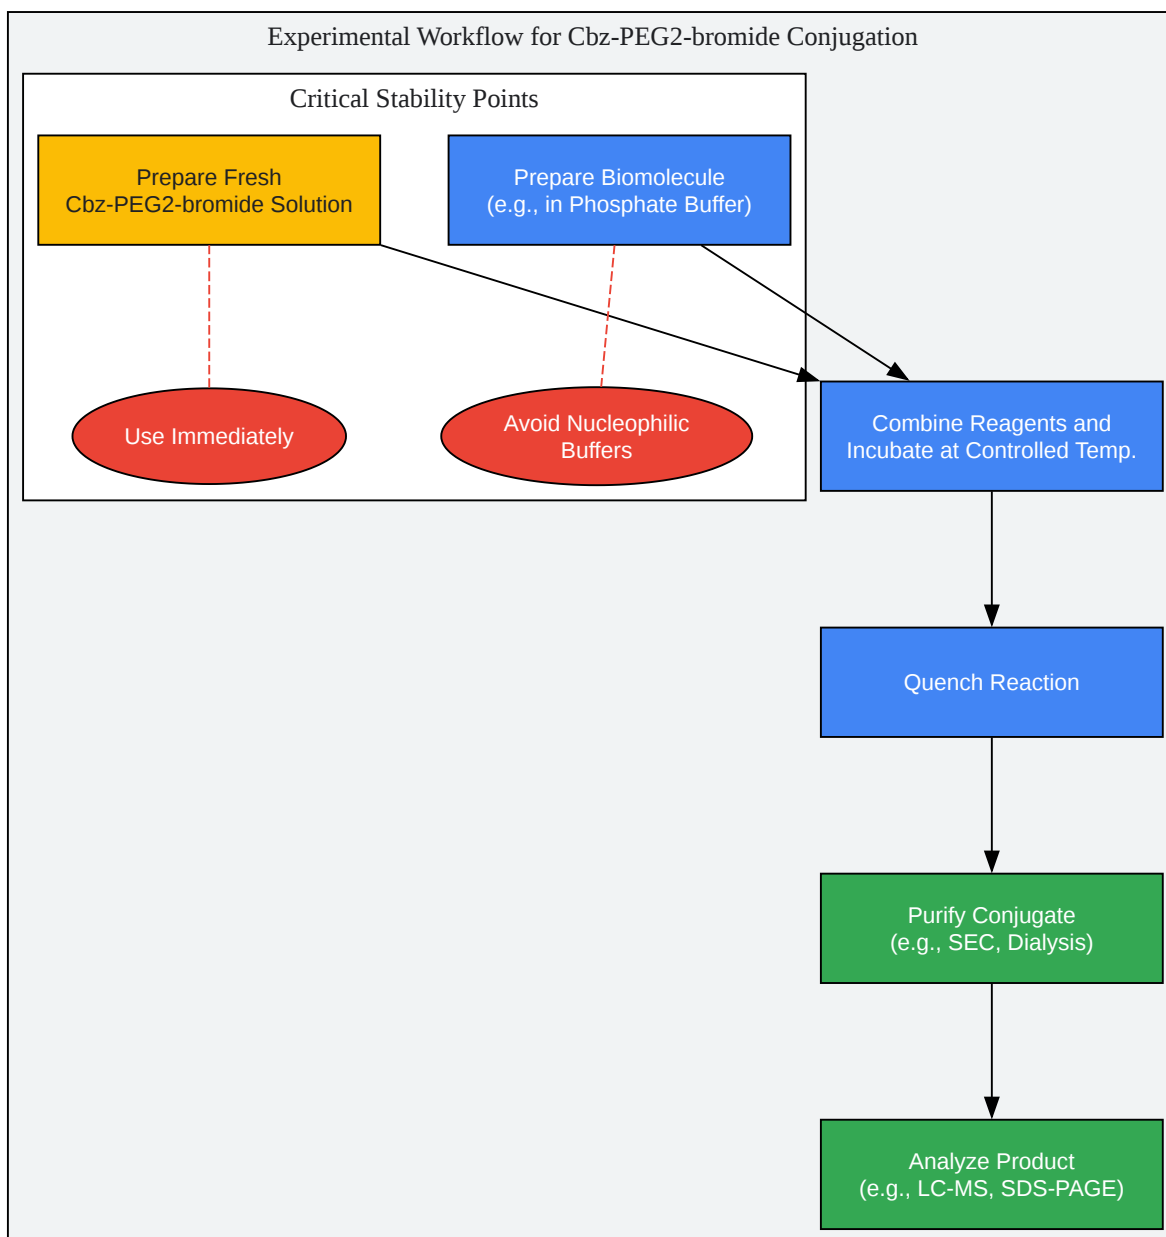 Experimental Workflow for Cbz-PEG2-bromide Conjugation
Critical Stability Points
Prepare Fresh
Cbz-PEG2-bromide Solution
Prepare Biomolecule
(e.g., in Phosphate Buffer)
Use Immediately
Avoid Nucleophilic
Buffers
Combine Reagents and
Incubate at Controlled Temp.
Quench Reaction
Purify Conjugate
(e.g., SEC, Dialysis)
Analyze Product
(e.g., LC-MS, SDS-PAGE)